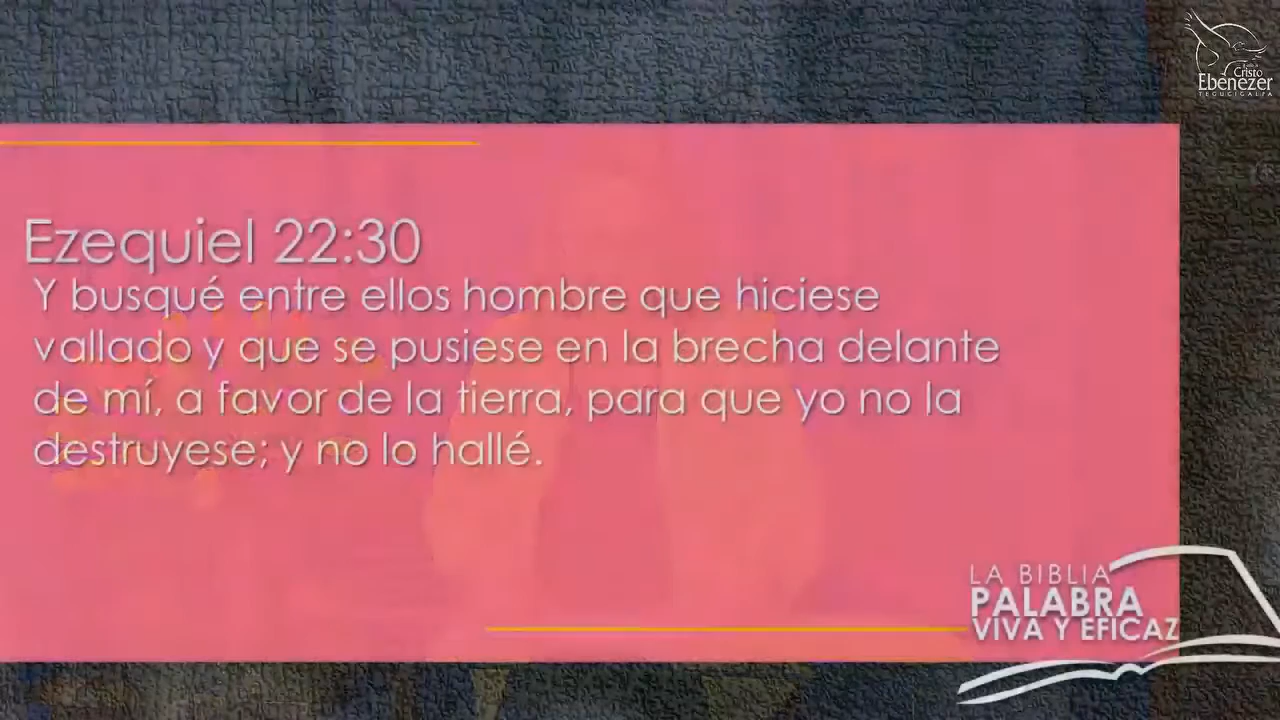 Cristo
Ebenezer
TEGUCIGALPA
Ezequiel 22:30
Y busqué entre ellos hombre que hiciese
vallado y que se pusiese en la brecha delante
de mí, a favor de la tierra, para que yo no la
destruyese; y no lo hallé.
LA BIBLIA
PALABRA
VIVA Y EFICAZ